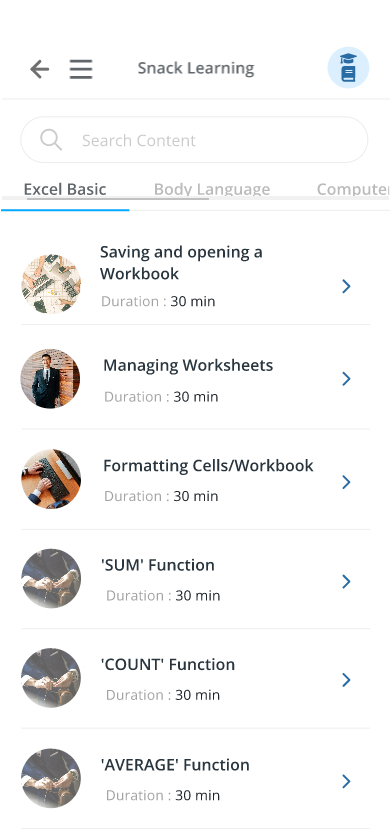 Snack Learning
Search Content
Excel Basic Body Language Computer
Saving and opening a
Workbook
Duration : 30 min
Managing Worksheets
Duration : 30 min
Formatting Cells/Workbook
Duration : 30 min
'SUM' Function
Duration : 30 min
'COUNT' Function
Duration : 30 min
'AVERAGE' Function
Duration : 30 min